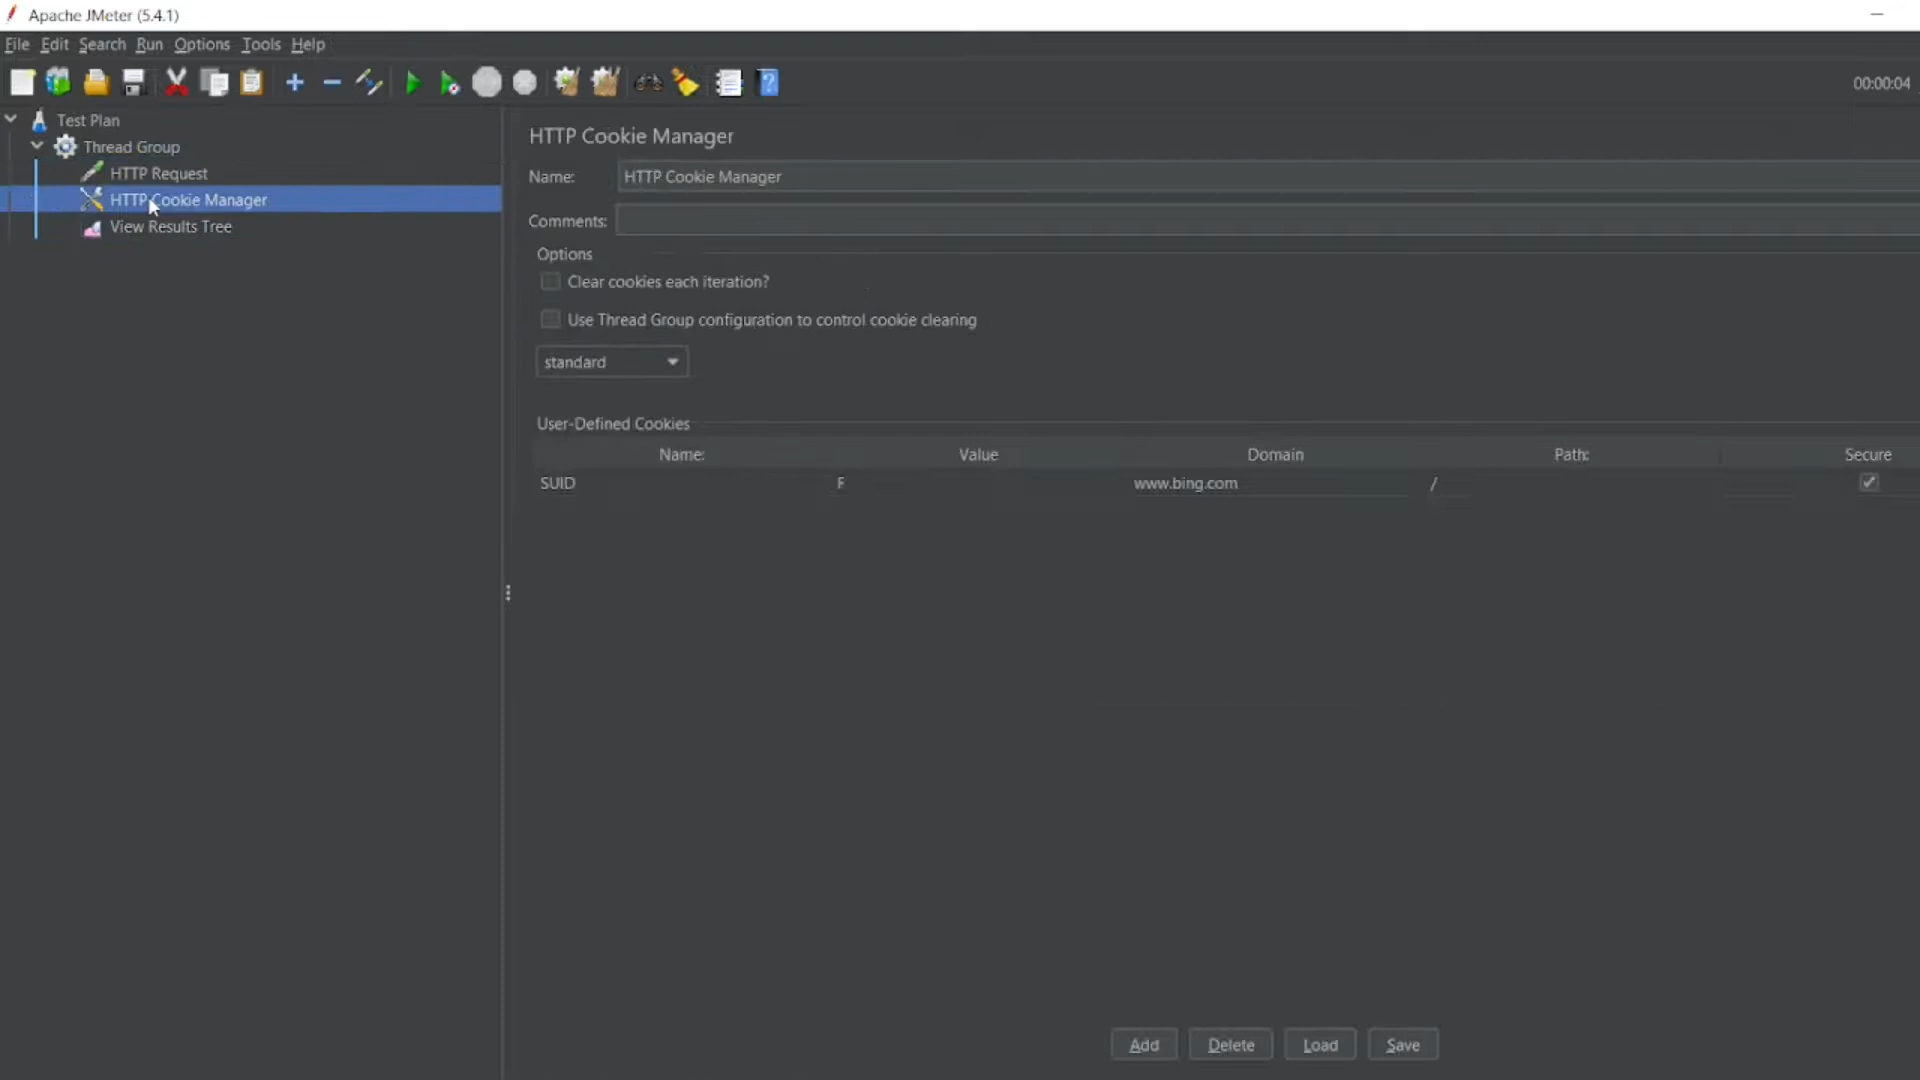 Apache JMeter (5.4.1)
File Edit Search Run Options Tools Help
00:00:04
Test Plan
Thread Group
HTTP Request
HTTP Cookie Manager
View Results Tree
HTTP Cookie Manager
Name: HTTP Cookie Manager
Comments:
Options
Clear cookies each iteration?
Use Thread Group configuration to control cookie clearing
standard
User-Defined Cookies
Name: Value Domain Path: Secure
SUID F www.bing.com /
Add Delete Load Save